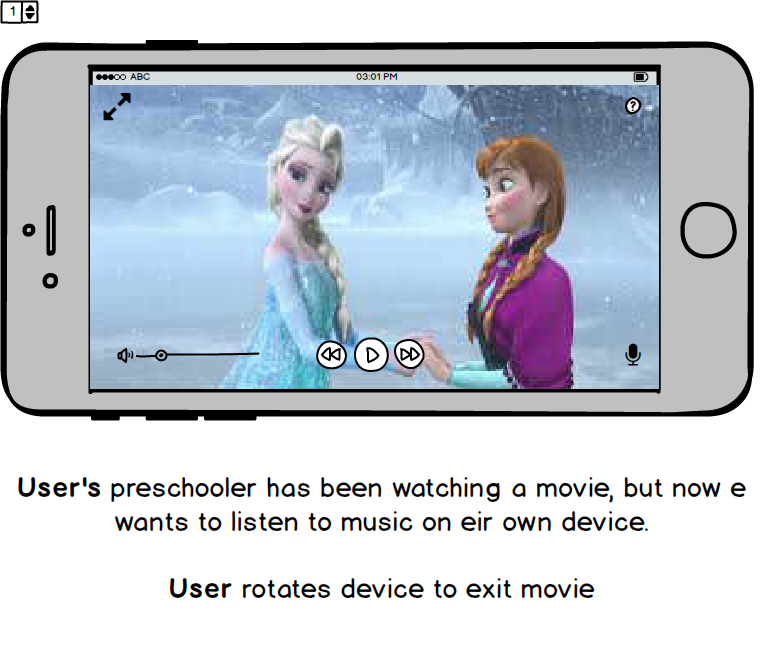 1
ABC 03:01 PM
?
User's preschooler has been watching a movie, but now e
wants to listen to music on eir own device.
User rotates device to exit movie